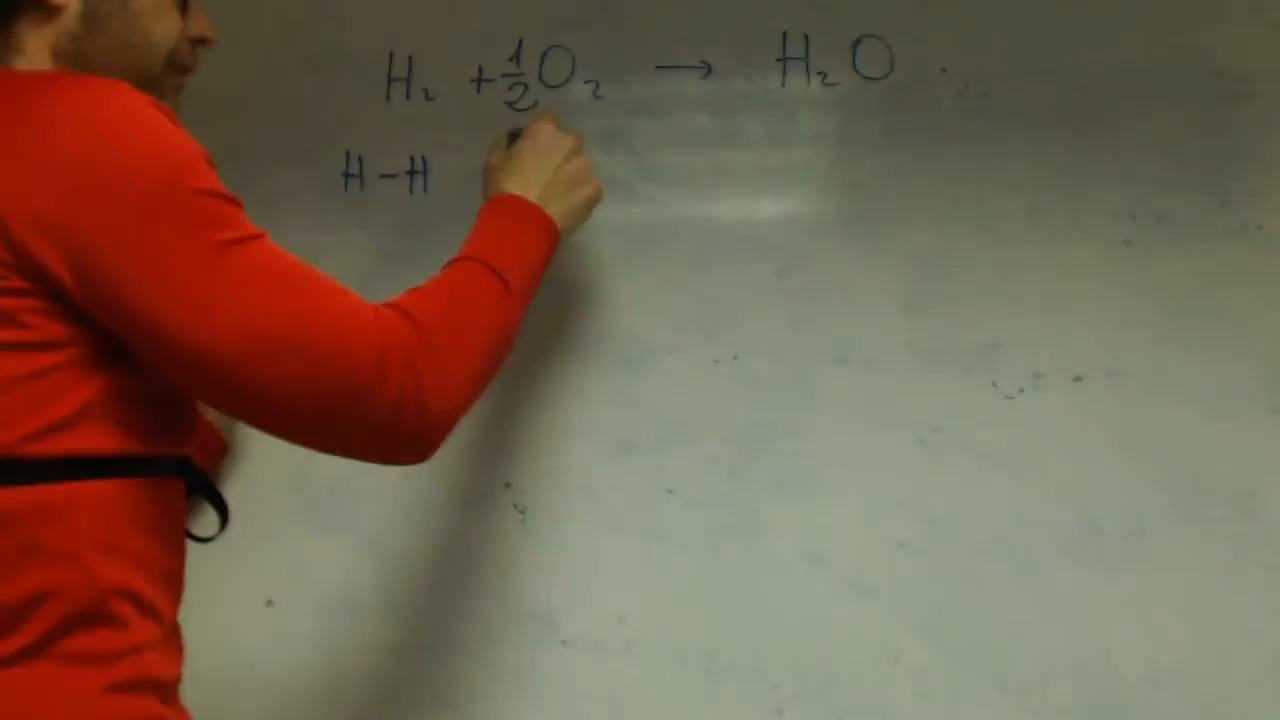 H₂ + ½O₂ → H₂O
H–H